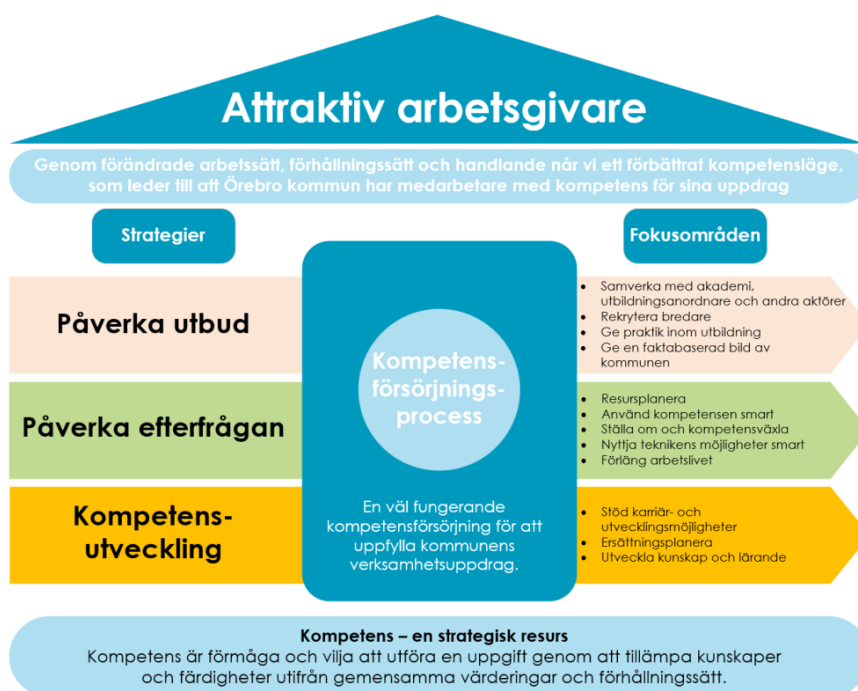 Attraktiv arbetsgivare
Genom förändrade arbetssätt, förhållningssätt och handlande når vi ett förbättrat kompetensläge,
som leder till att Örebro kommun har medarbetare med kompetens för sina uppdrag
Strategier
Fokusområden
Påverka utbud
• Samverka med akademi,
utbildningsanordnare och andra aktörer
• Rekrytera bredare
• Ge praktik inom utbildning
• Ge en faktabaserad bild av
kommunen
Påverka efterfrågan
• Resursplanera
• Använd kompetensen smart
• Ställa om och kompetensväxla
• Nyttja teknikens möjligheter smart
• Förläng arbetslivet
Kompetens-
utveckling
• Stöd karriär- och
utvecklingsmöjligheter
• Ersättningsplanera
• Utveckla kunskap och lärande
Kompetens-
försörjnings-
process
En väl fungerande
kompetensförsörjning för att
uppfylla kommunens
verksamhetsuppdrag.
Kompetens – en strategisk resurs
Kompetens är förmåga och vilja att utföra en uppgift genom att tillämpa kunskaper
och färdigheter utifrån gemensamma värderingar och förhållningssätt.